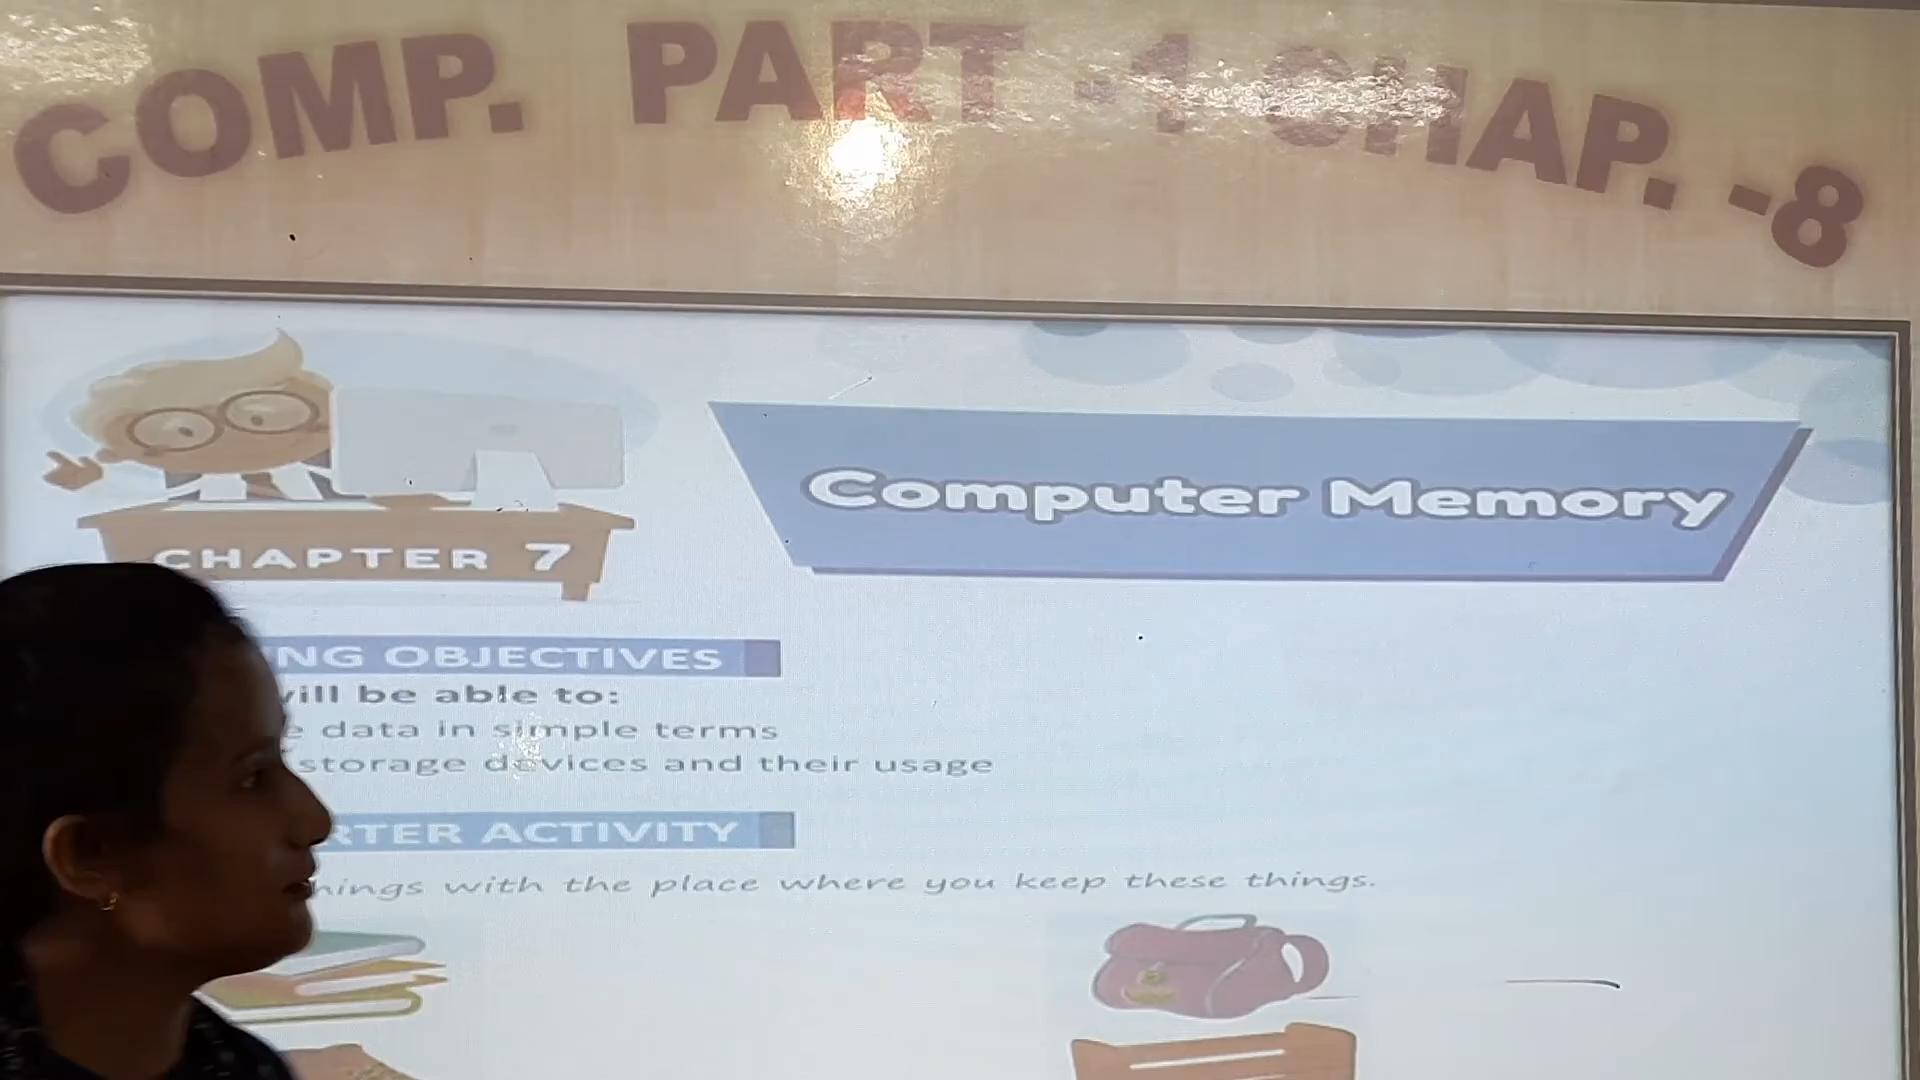 COMP. PART -1 CHAP. -8
Computer Memory
CHAPTER 7
NG OBJECTIVES
will be able to:
data in simple terms
storage devices and their usage
RTER ACTIVITY
hings with the place where you keep these things.